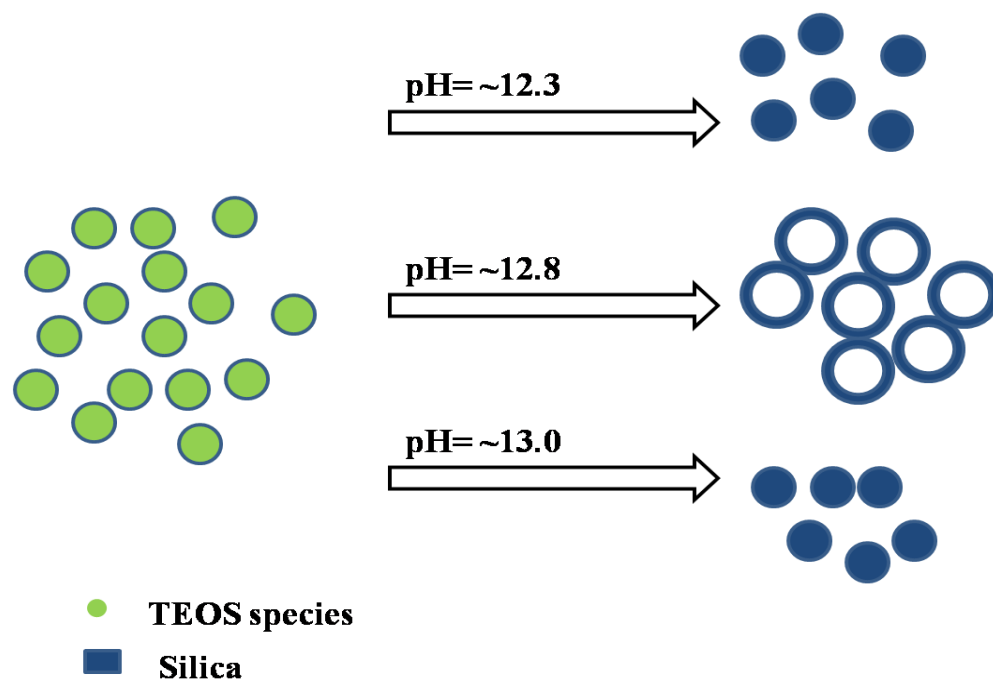 pH= ~12.3
pH= ~12.8
pH= ~13.0
TEOS species
Silica